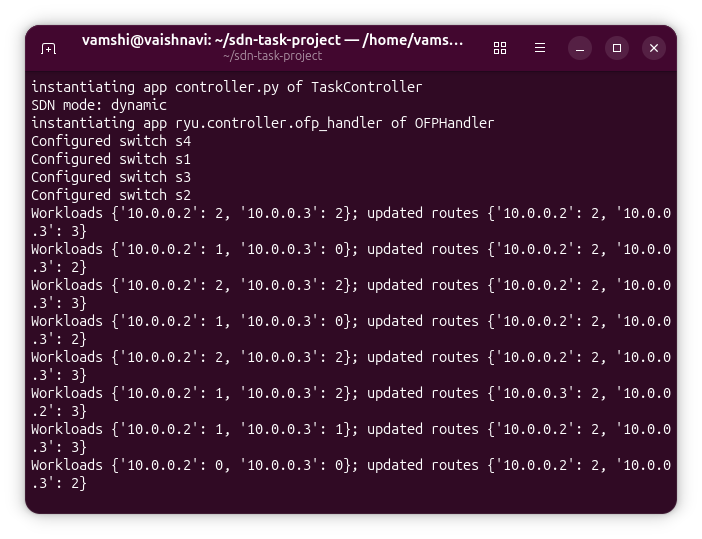 vamshi@vaishnavi: ~/sdn-task-project — /home/vams...
~/sdn-task-project
instantiating app controller.py of TaskController
SDN mode: dynamic
instantiating app ryu.controller.ofp_handler of OFPHandler
Configured switch s4
Configured switch s1
Configured switch s3
Configured switch s2
Workloads {'10.0.0.2': 2, '10.0.0.3': 2}; updated routes {'10.0.0.2': 2, '10.0.0
.3': 3}
Workloads {'10.0.0.2': 1, '10.0.0.3': 0}; updated routes {'10.0.0.2': 2, '10.0.0
.3': 2}
Workloads {'10.0.0.2': 2, '10.0.0.3': 2}; updated routes {'10.0.0.2': 2, '10.0.0
.3': 3}
Workloads {'10.0.0.2': 1, '10.0.0.3': 0}; updated routes {'10.0.0.2': 2, '10.0.0
.3': 2}
Workloads {'10.0.0.2': 2, '10.0.0.3': 2}; updated routes {'10.0.0.2': 2, '10.0.0
.3': 3}
Workloads {'10.0.0.2': 1, '10.0.0.3': 2}; updated routes {'10.0.0.3': 2, '10.0.0
.2': 3}
Workloads {'10.0.0.2': 1, '10.0.0.3': 1}; updated routes {'10.0.0.2': 2, '10.0.0
.3': 3}
Workloads {'10.0.0.2': 0, '10.0.0.3': 0}; updated routes {'10.0.0.2': 2, '10.0.0
.3': 2}